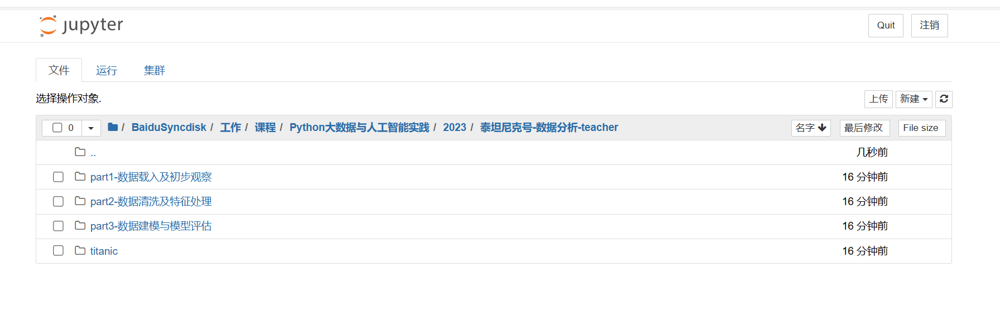 jupyter
Quit 注销
文件 运行 集群
选择操作对象.
上传 新建
0 / BaiduSyncdisk / 工作 / 课程 / Python大数据与人工智能实践 / 2023 / 泰坦尼克号-数据分析-teacher 名字 最后修改 File size
.. 几秒前
part1-数据载入及初步观察 16 分钟前
part2-数据清洗及特征处理 16 分钟前
part3-数据建模与模型评估 16 分钟前
titanic 16 分钟前